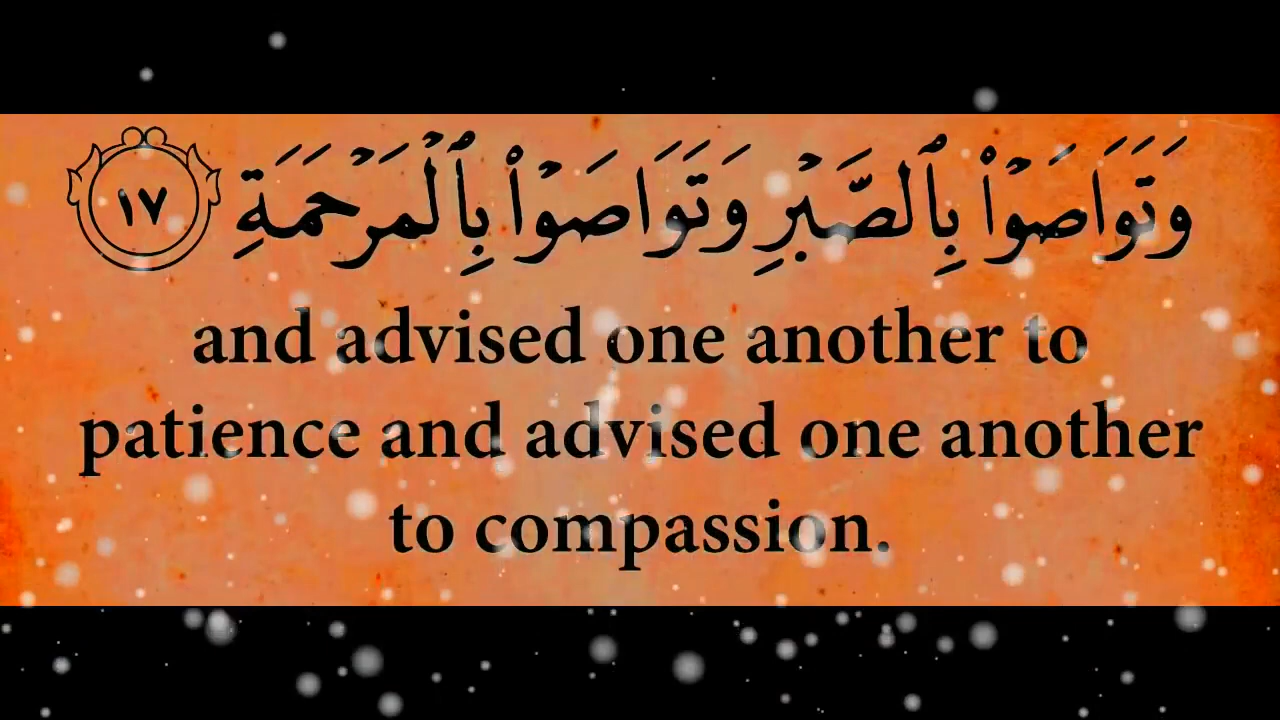 وَتَوَاصَوْا۟ بِٱلصَّبْرِ وَتَوَاصَوْا۟ بِٱلْمَرْحَمَةِ ١٧
and advised one another to
patience and advised one another
to compassion.